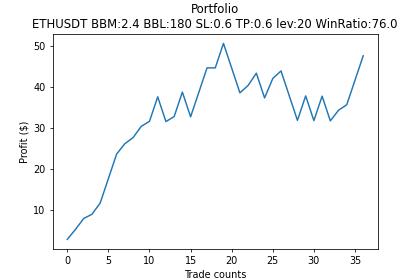 Portfolio
ETHUSDT BBM:2.4 BBL:180 SL:0.6 TP:0.6 lev:20 WinRatio:76.0
50
40
30
20
10
Profit ($)
0 5 10 15 20 25 30 35
Trade counts